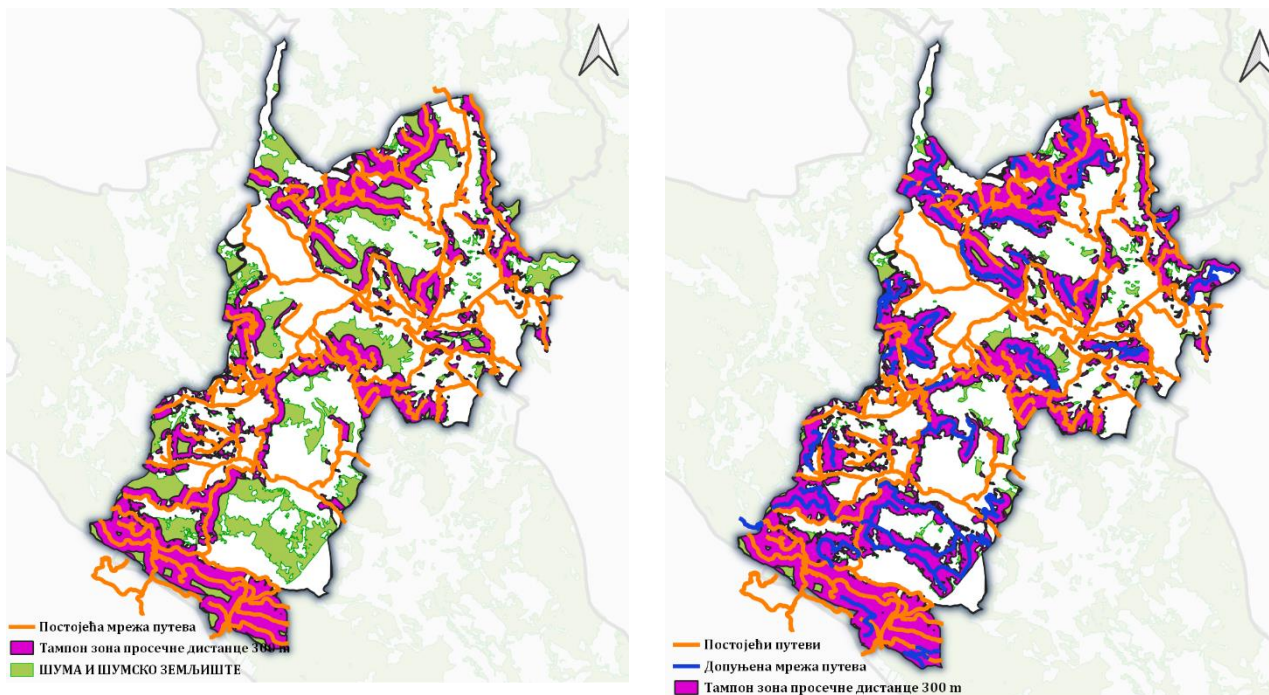 Постојећа мрежа путева
Тампон зона просечне дистанце 300 m
ШУМА И ШУМСКО ЗЕМЉИШТЕ
Постојећи путеви
Допуњена мрежа путева
Тампон зона просечне дистанце 300 m